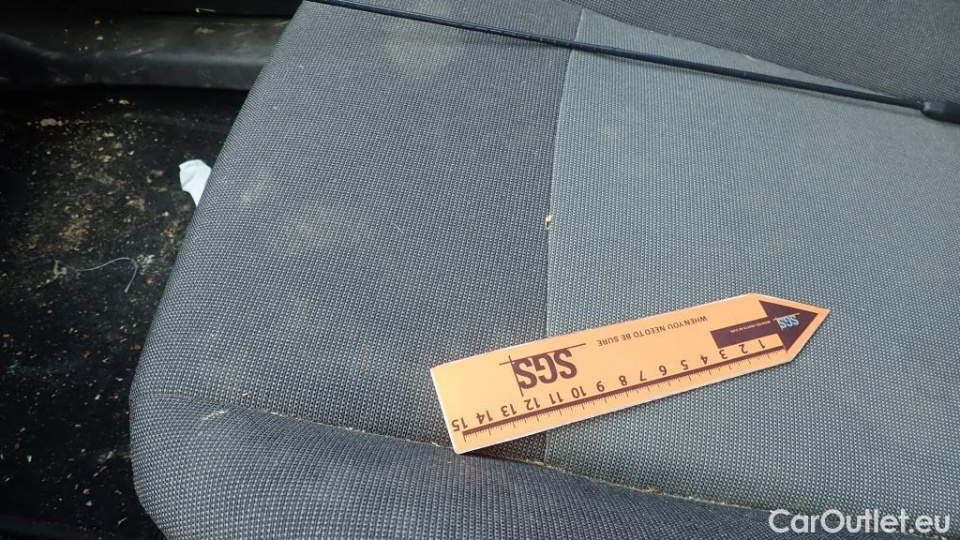 SGS
WHEN YOU NEED TO BE SURE
SGS
1 2 3 4 5 6 7 8 9 10 11 12 13 14 15
CarOutlet.eu